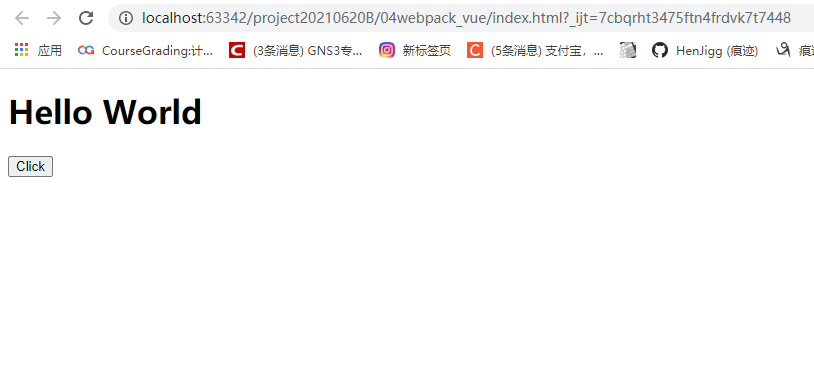 localhost:63342/project20210620B/04webpack_vue/index.html?_ijt=7cbqrht3475ftn4frdvk7t7448
应用 CourseGrading:计... (3条消息) GNS3专... 新标签页 (5条消息) 支付宝，... HenJigg (痕迹) 痕迹
Hello World
Click